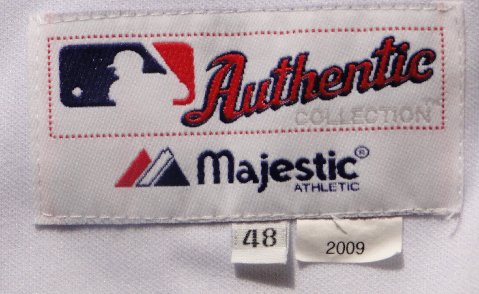 Authentic
COLLECTION
Majestic®
ATHLETIC
48
2009